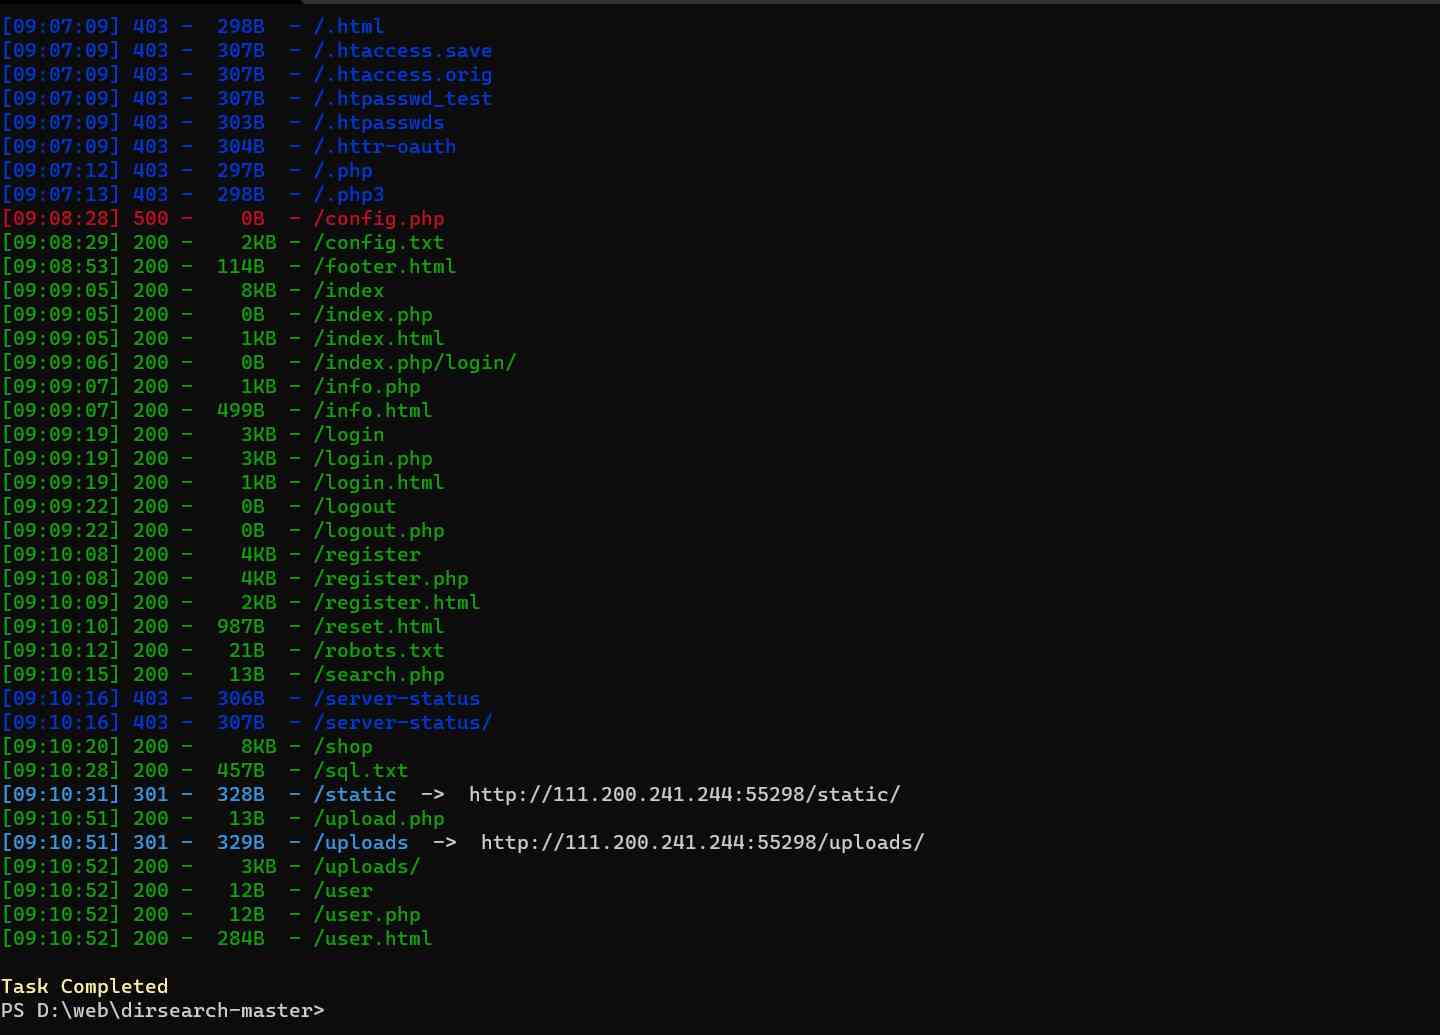 [09:07:09] 403 -  298B  - /.html
[09:07:09] 403 -  307B  - /.htaccess.save
[09:07:09] 403 -  307B  - /.htaccess.orig
[09:07:09] 403 -  307B  - /.htpasswd_test
[09:07:09] 403 -  303B  - /.htpasswds
[09:07:09] 403 -  304B  - /.httr-oauth
[09:07:12] 403 -  297B  - /.php
[09:07:13] 403 -  298B  - /.php3
[09:08:28] 500 -    0B  - /config.php
[09:08:29] 200 -    2KB - /config.txt
[09:08:53] 200 -  114B  - /footer.html
[09:09:05] 200 -    8KB - /index
[09:09:05] 200 -    0B  - /index.php
[09:09:05] 200 -    1KB - /index.html
[09:09:06] 200 -    0B  - /index.php/login/
[09:09:07] 200 -    1KB - /info.php
[09:09:07] 200 -  499B  - /info.html
[09:09:19] 200 -    3KB - /login
[09:09:19] 200 -    3KB - /login.php
[09:09:19] 200 -    1KB - /login.html
[09:09:22] 200 -    0B  - /logout
[09:09:22] 200 -    0B  - /logout.php
[09:10:08] 200 -    4KB - /register
[09:10:08] 200 -    4KB - /register.php
[09:10:09] 200 -    2KB - /register.html
[09:10:10] 200 -  987B  - /reset.html
[09:10:12] 200 -   21B  - /robots.txt
[09:10:15] 200 -   13B  - /search.php
[09:10:16] 403 -  306B  - /server-status
[09:10:16] 403 -  307B  - /server-status/
[09:10:20] 200 -    8KB - /shop
[09:10:28] 200 -  457B  - /sql.txt
[09:10:31] 301 -  328B  - /static  ->  http://111.200.241.244:55298/static/
[09:10:51] 200 -   13B  - /upload.php
[09:10:51] 301 -  329B  - /uploads  ->  http://111.200.241.244:55298/uploads/
[09:10:52] 200 -    3KB - /uploads/
[09:10:52] 200 -   12B  - /user
[09:10:52] 200 -   12B  - /user.php
[09:10:52] 200 -  284B  - /user.html
Task Completed
PS D:\web\dirsearch-master>